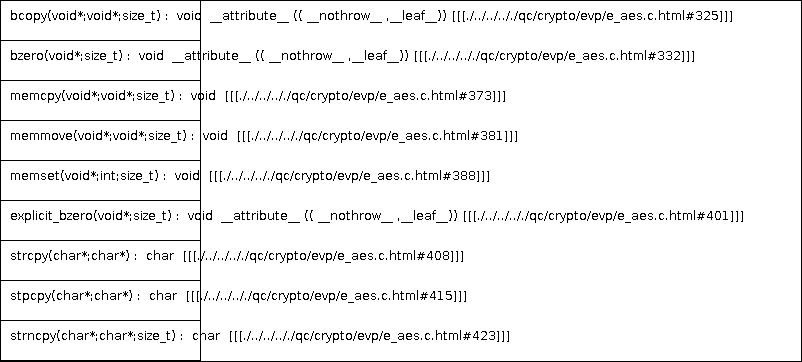 bcopy(void*;void*;size_t) : void __attribute__ (( __nothrow__ ,__leaf__)) [[[./../../../qc/crypto/evp/e_aes.c.html#325]]]
bzero(void*;size_t) : void __attribute__ (( __nothrow__ ,__leaf__)) [[[./../../../qc/crypto/evp/e_aes.c.html#332]]]
memcpy(void*;void*;size_t) : void [[[./../../../qc/crypto/evp/e_aes.c.html#373]]]
memmove(void*;void*;size_t) : void [[[./../../../qc/crypto/evp/e_aes.c.html#381]]]
memset(void*;int;size_t) : void [[[./../../../qc/crypto/evp/e_aes.c.html#388]]]
explicit_bzero(void*;size_t) : void __attribute__ (( __nothrow__ ,__leaf__)) [[[./../../../qc/crypto/evp/e_aes.c.html#401]]]
strcpy(char*;char*) : char [[[./../../../qc/crypto/evp/e_aes.c.html#408]]]
stpcpy(char*;char*) : char [[[./../../../qc/crypto/evp/e_aes.c.html#415]]]
strncpy(char*;char*;size_t) : char [[[./../../../qc/crypto/evp/e_aes.c.html#423]]]